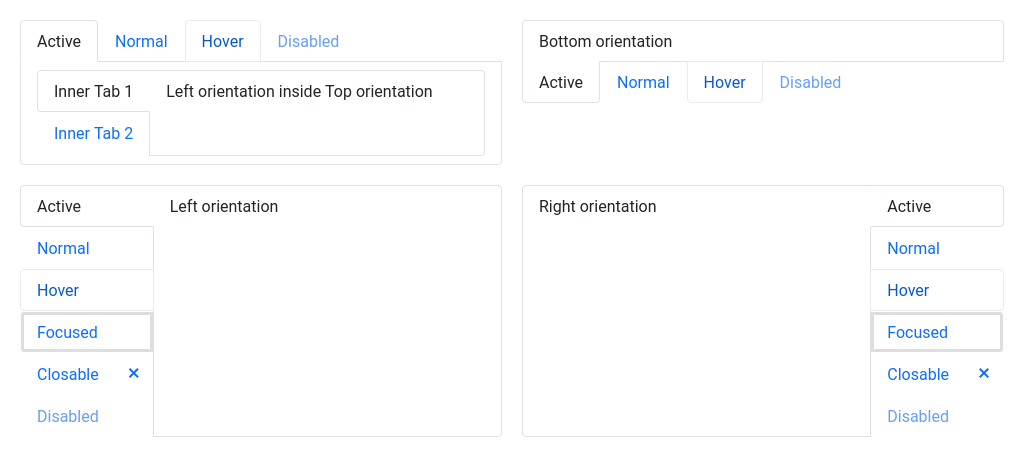 Active Normal Hover Disabled
Inner Tab 1 Left orientation inside Top orientation
Inner Tab 2
Bottom orientation
Active Normal Hover Disabled
Active Left orientation
Normal
Hover
Focused
Closable ×
Disabled
Right orientation Active
Normal
Hover
Focused
Closable ×
Disabled